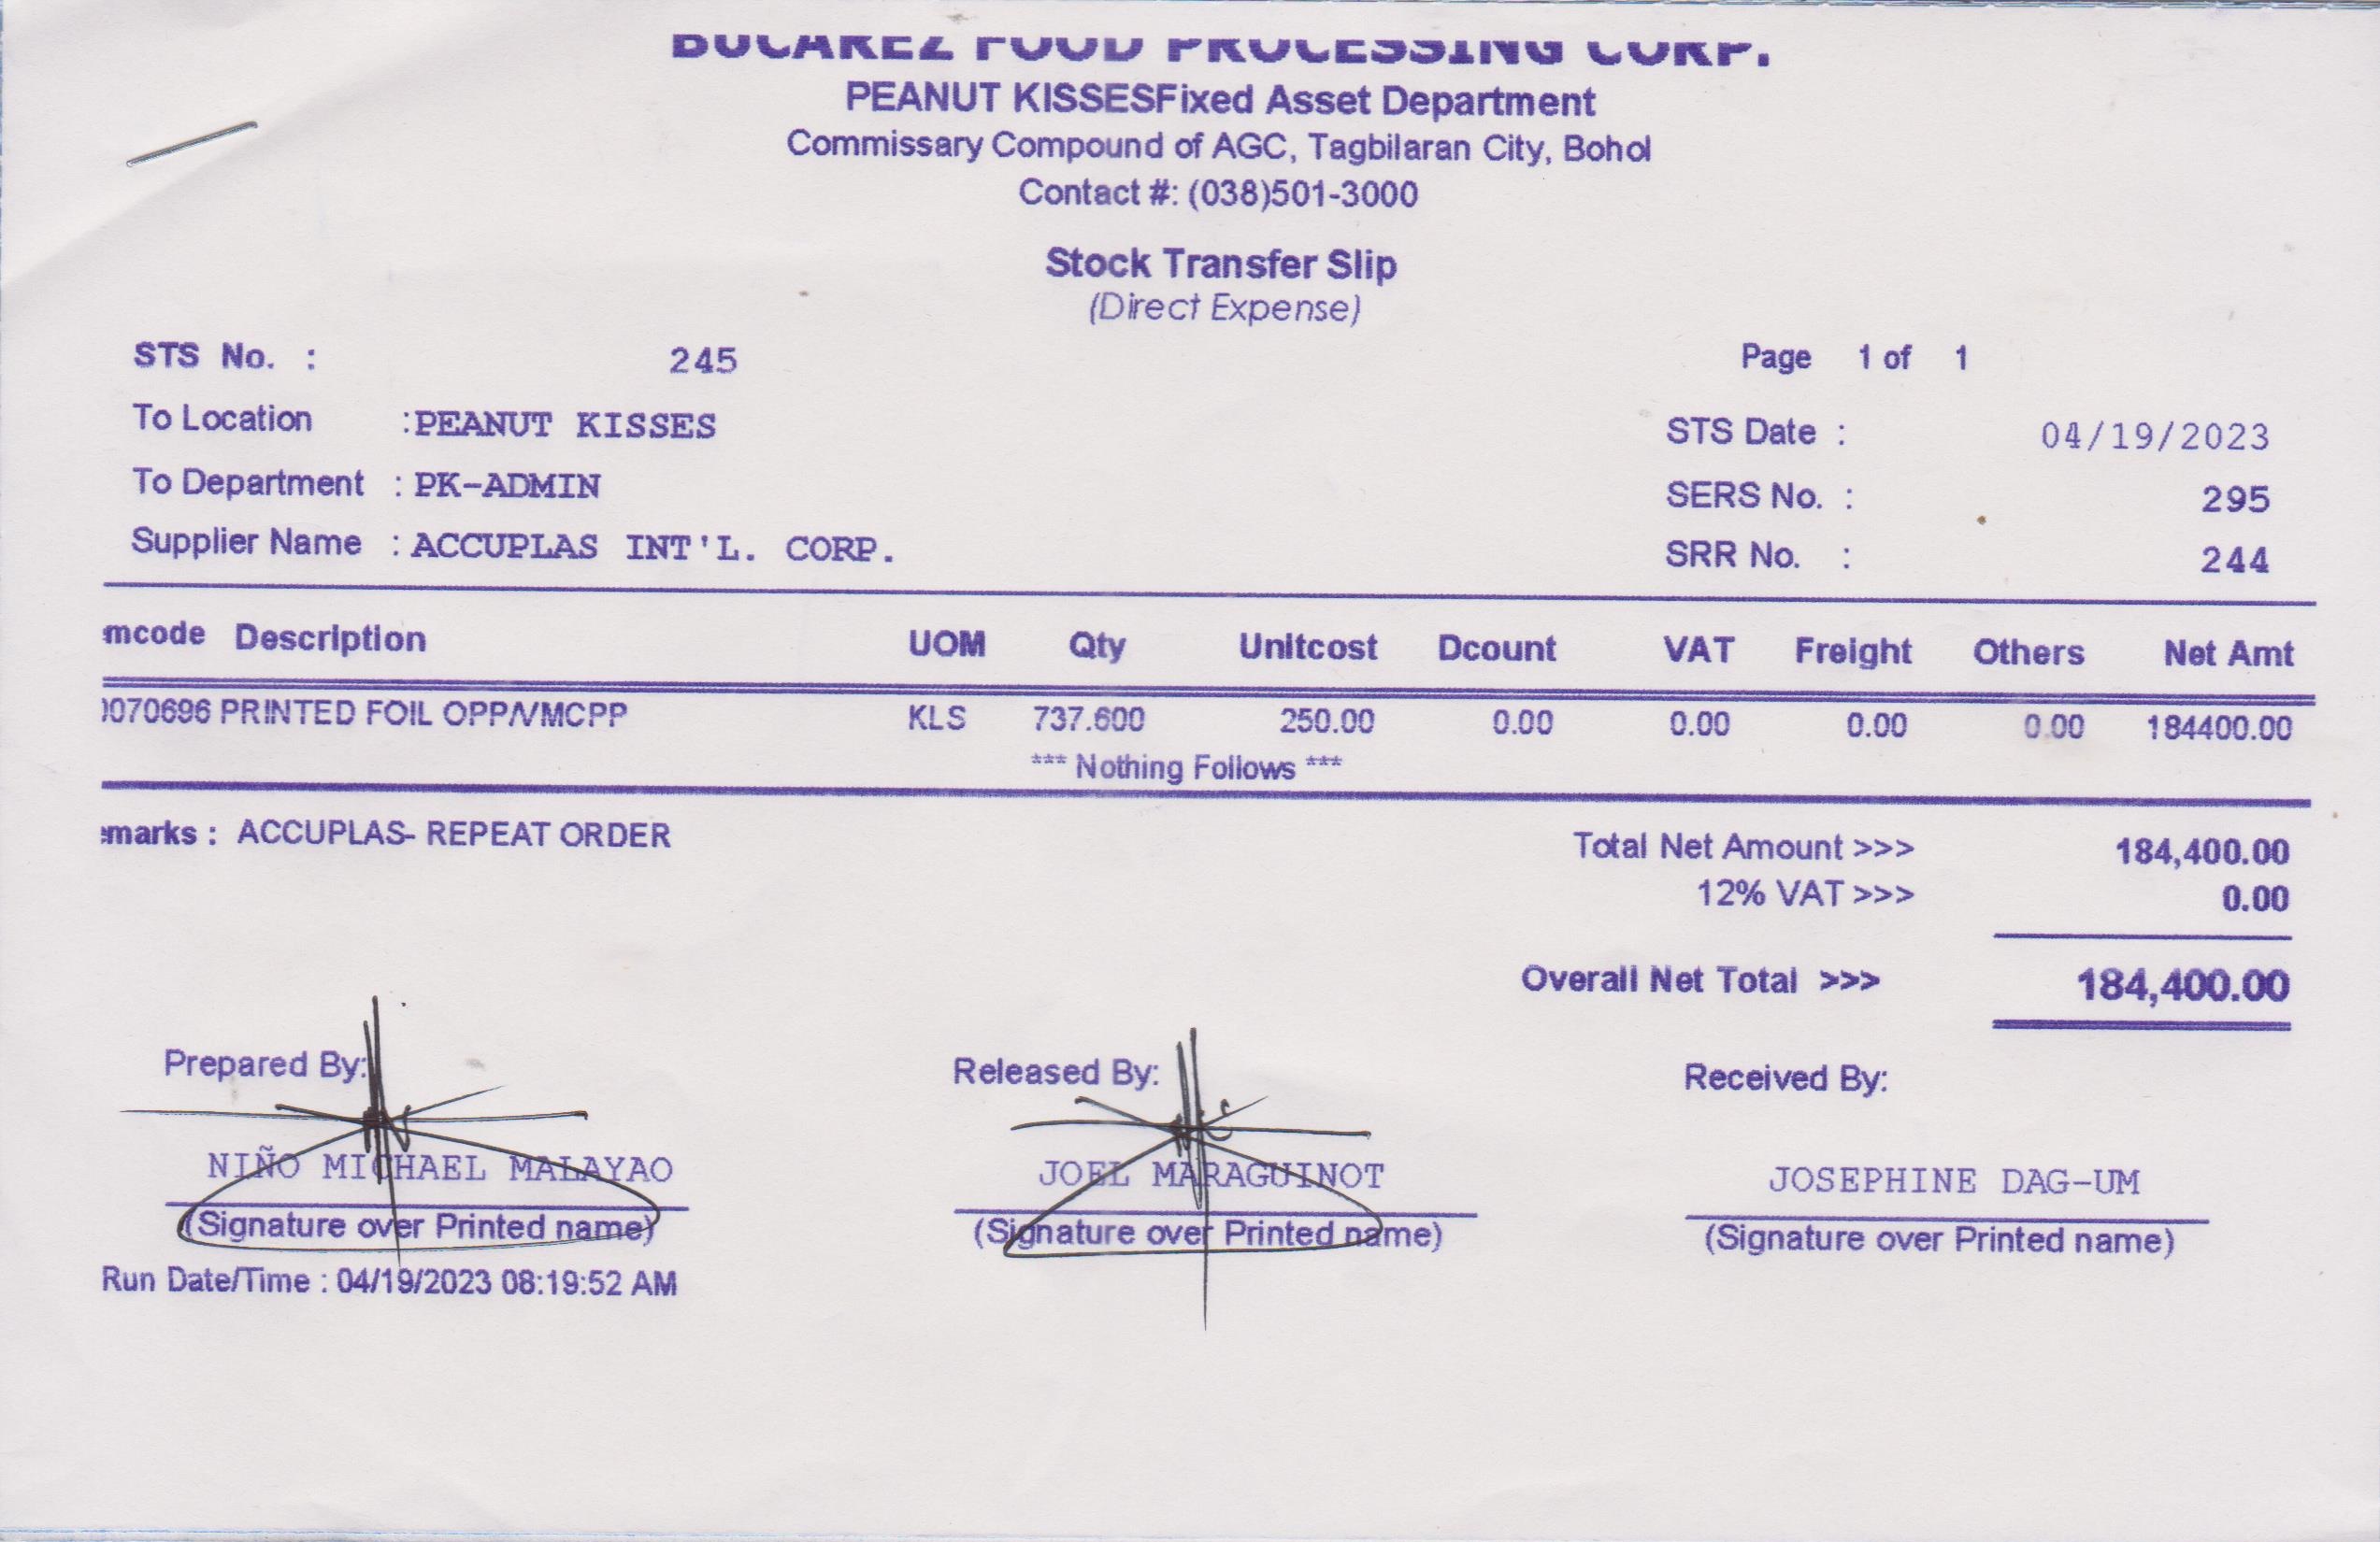 BOCAREZ FOOD PROCESSING CORP.
PEANUT KISSESFixed Asset Department
Commissary Compound of AGC, Tagbilaran City, Bohol
Contact #: (038)501-3000
Stock Transfer Slip
(Direct Expense)
STS No. : 245 Page 1 of 1
To Location :PEANUT KISSES STS Date : 04/19/2023
To Department : PK-ADMIN SERS No. : 295
Supplier Name : ACCUPLAS INT'L. CORP. SRR No. : 244
mcode Description UOM Qty Unitcost Dcount VAT Freight Others Net Amt
070696 PRINTED FOIL OPP/VMCPP KLS 737.600 250.00 0.00 0.00 0.00 0.00 184400.00
*** Nothing Follows ***
marks : ACCUPLAS- REPEAT ORDER Total Net Amount >>> 184,400.00
12% VAT >>> 0.00
Overall Net Total >>> 184,400.00
Prepared By: Released By: Received By:
NIÑO MICHAEL MALAYAO JOEL MARAGUINOT JOSEPHINE DAG-UM
(Signature over Printed name) (Signature over Printed name) (Signature over Printed name)
Run Date/Time : 04/19/2023 08:19:52 AM